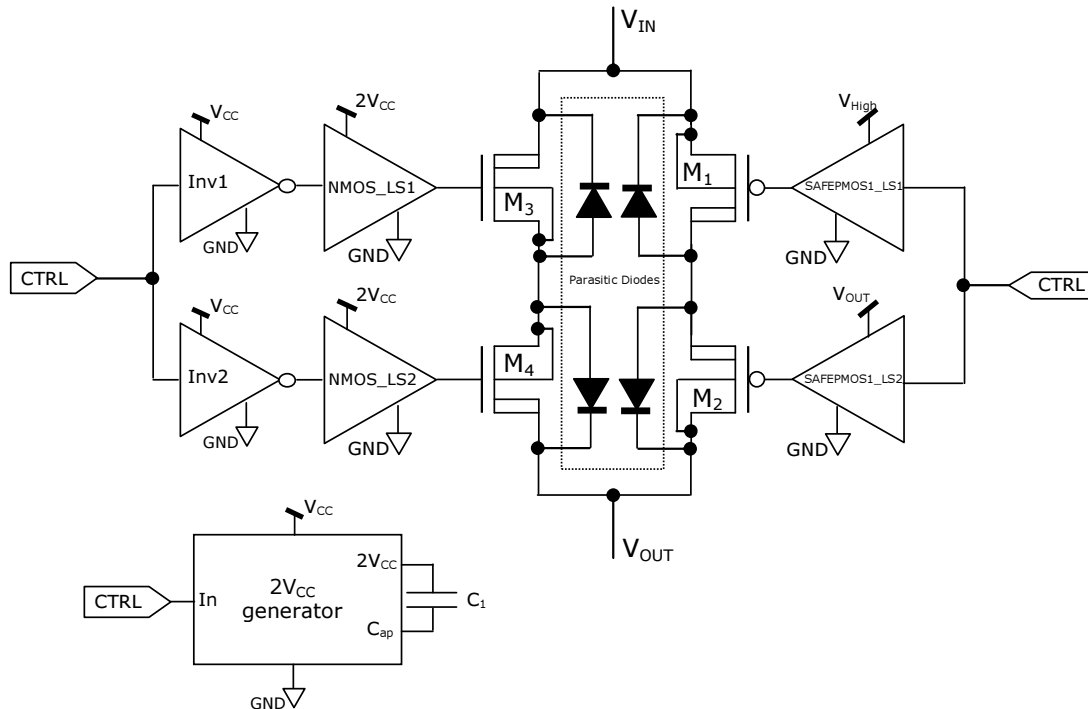 V_IN
V_CC
2V_CC
V_High
Inv1
NMOS_LS1
M_3
M_1
SAFEPMOS1_LS1
GND
GND
GND
CTRL
Parasitic Diodes
CTRL
V_CC
2V_CC
V_OUT
Inv2
NMOS_LS2
M_4
M_2
SAFEPMOS1_LS2
GND
GND
GND
V_OUT
V_CC
2V_CC
CTRL
In
2V_CC
generator
C_1
C_ap
GND